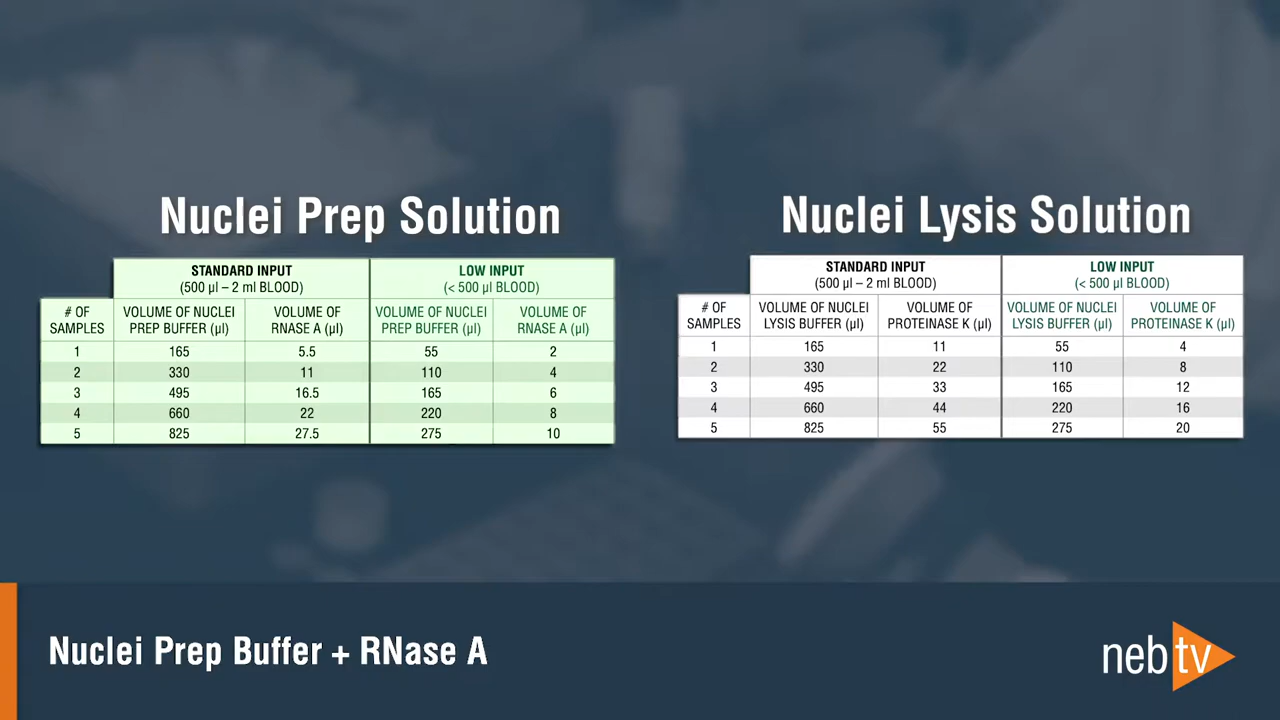 Nuclei Prep Solution
STANDARD INPUT
(500 µl – 2 ml BLOOD)
LOW INPUT
(< 500 µl BLOOD)
# OF SAMPLES
VOLUME OF NUCLEI PREP BUFFER (µl)
VOLUME OF RNASE A (µl)
VOLUME OF NUCLEI PREP BUFFER (µl)
VOLUME OF RNASE A (µl)
1 165 5.5 55 2
2 330 11 110 4
3 495 16.5 165 6
4 660 22 220 8
5 825 27.5 275 10
Nuclei Lysis Solution
STANDARD INPUT
(500 µl – 2 ml BLOOD)
LOW INPUT
(< 500 µl BLOOD)
# OF SAMPLES
VOLUME OF NUCLEI LYSIS BUFFER (µl)
VOLUME OF PROTEINASE K (µl)
VOLUME OF NUCLEI LYSIS BUFFER (µl)
VOLUME OF PROTEINASE K (µl)
1 165 11 55 4
2 330 22 110 8
3 495 33 165 12
4 660 44 220 16
5 825 55 275 20
Nuclei Prep Buffer + RNase A
nebtv